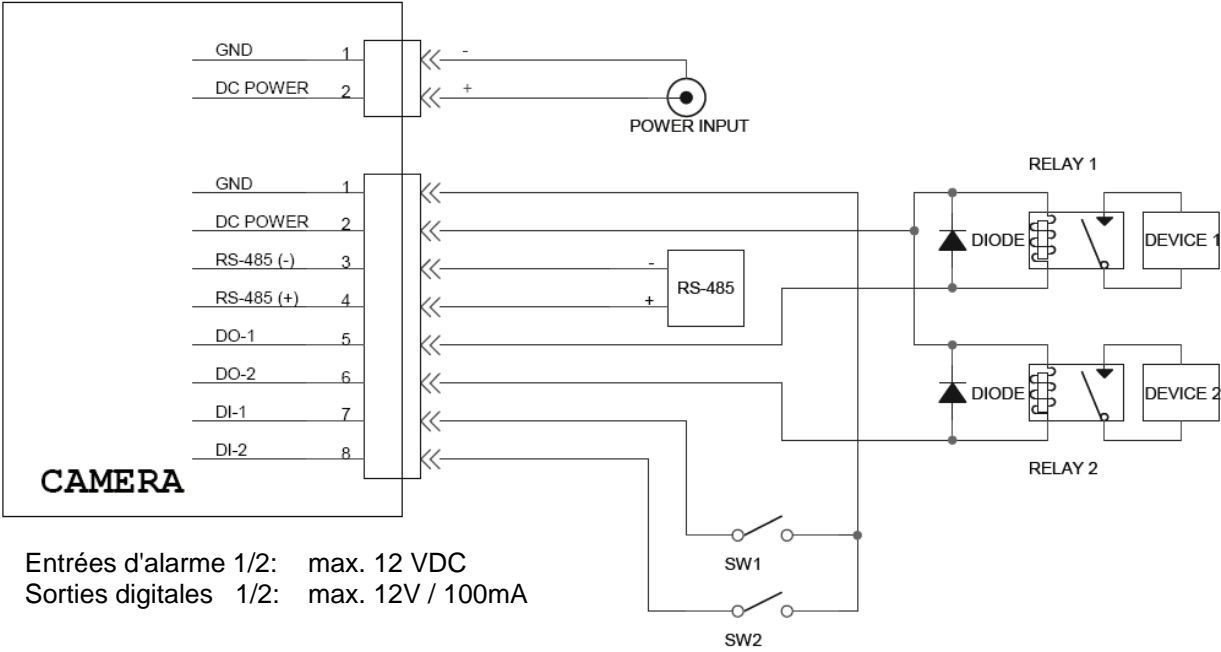 GND 1 -
DC POWER 2 +
POWER INPUT
RELAY 1
GND 1
DC POWER 2
DIODE DEVICE 1
RS-485 (-) 3 -
RS-485
RS-485 (+) 4 +
DO-1 5
DO-2 6
DIODE DEVICE 2
DI-1 7
DI-2 8
RELAY 2
CAMERA
SW1
SW2
Entrées d'alarme 1/2: max. 12 VDC
Sorties digitales 1/2: max. 12V / 100mA